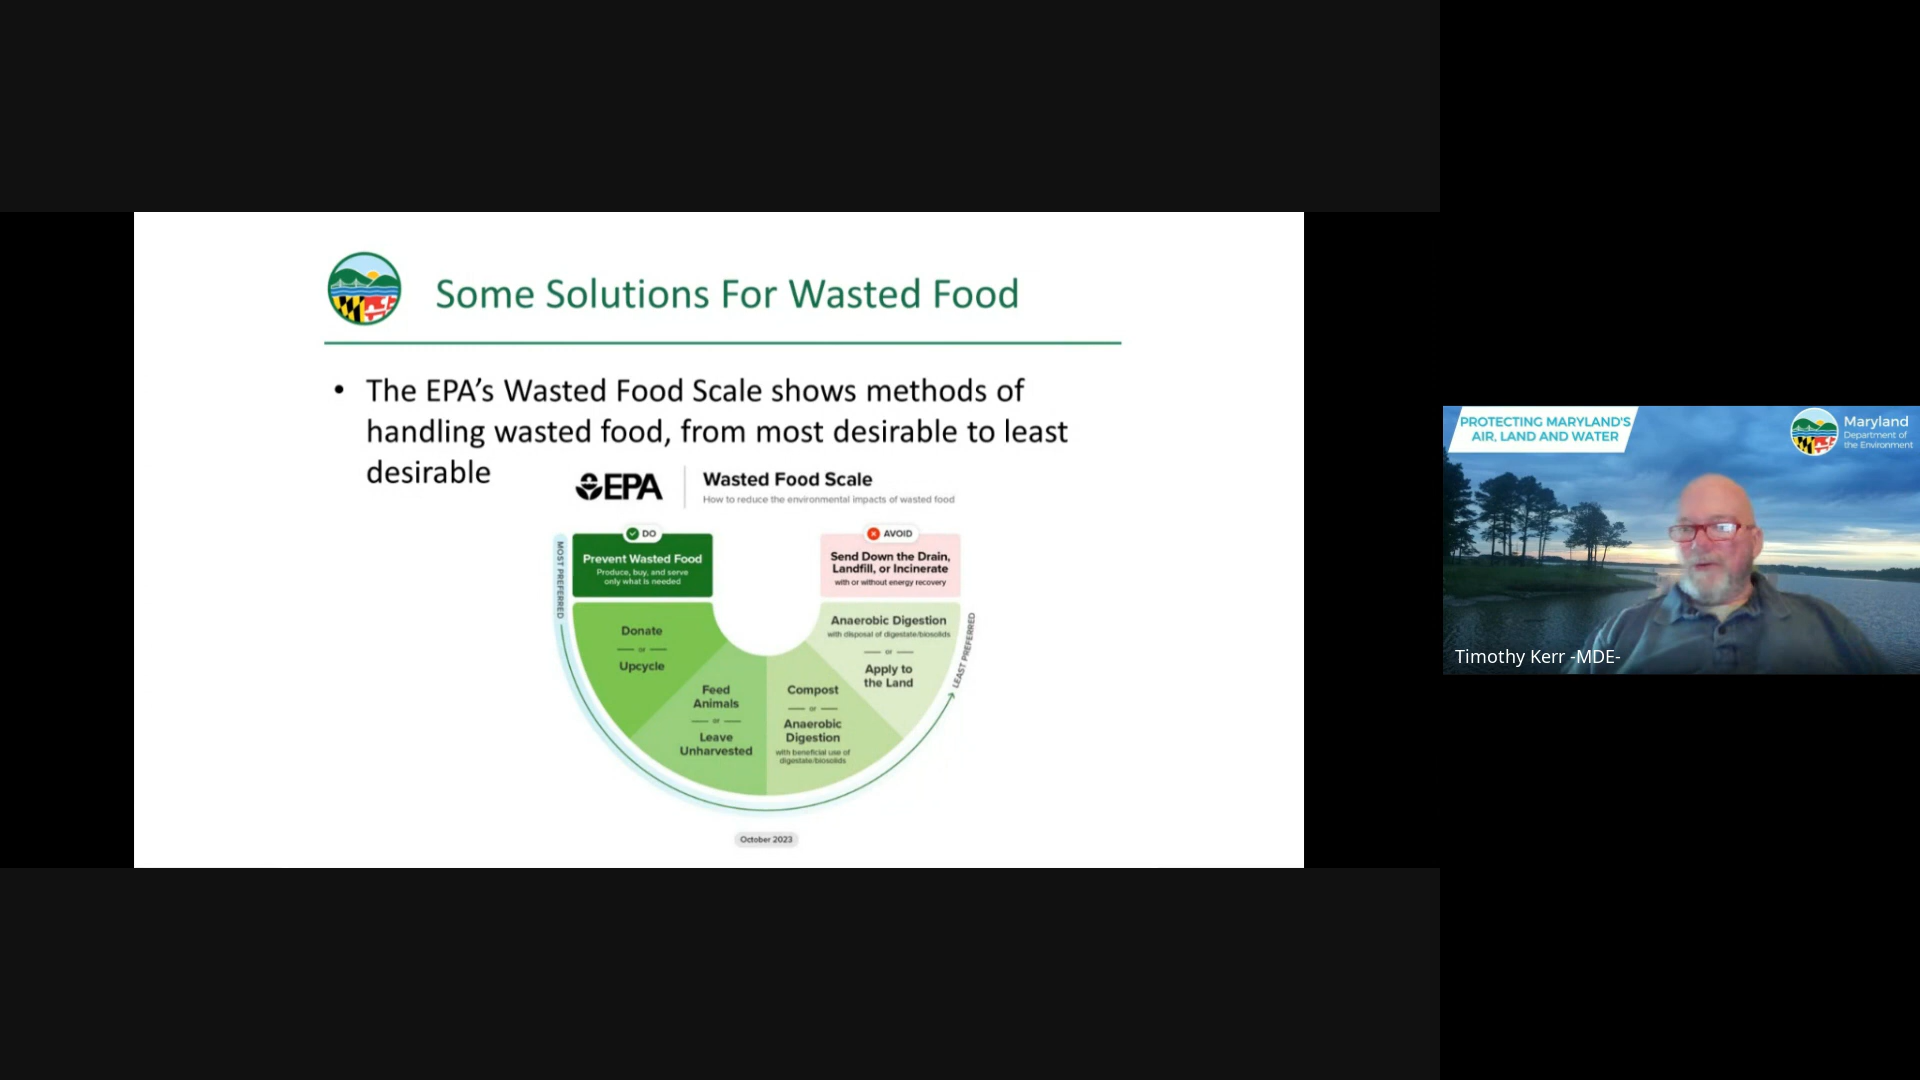 Some Solutions For Wasted Food
• The EPA's Wasted Food Scale shows methods of
handling wasted food, from most desirable to least
desirable
EPA
Wasted Food Scale
How to reduce the environmental impacts of wasted food
DO
AVOID
MOST PREFERRED
Prevent Wasted Food
Produce, buy, and serve
only what is needed
Send Down the Drain,
Landfill, or Incinerate
with or without energy recovery
Donate
or
Upcycle
Feed
Animals
or
Leave
Unharvested
Compost
or
Anaerobic
Digestion
with beneficial use of
digestate/biosolids
Anaerobic Digestion
with disposal of digestate/biosolids
or
Apply to
the Land
LEAST PREFERRED
October 2023
PROTECTING MARYLAND'S
AIR, LAND AND WATER
Maryland
Department of
the Environment
Timothy Kerr -MDE-